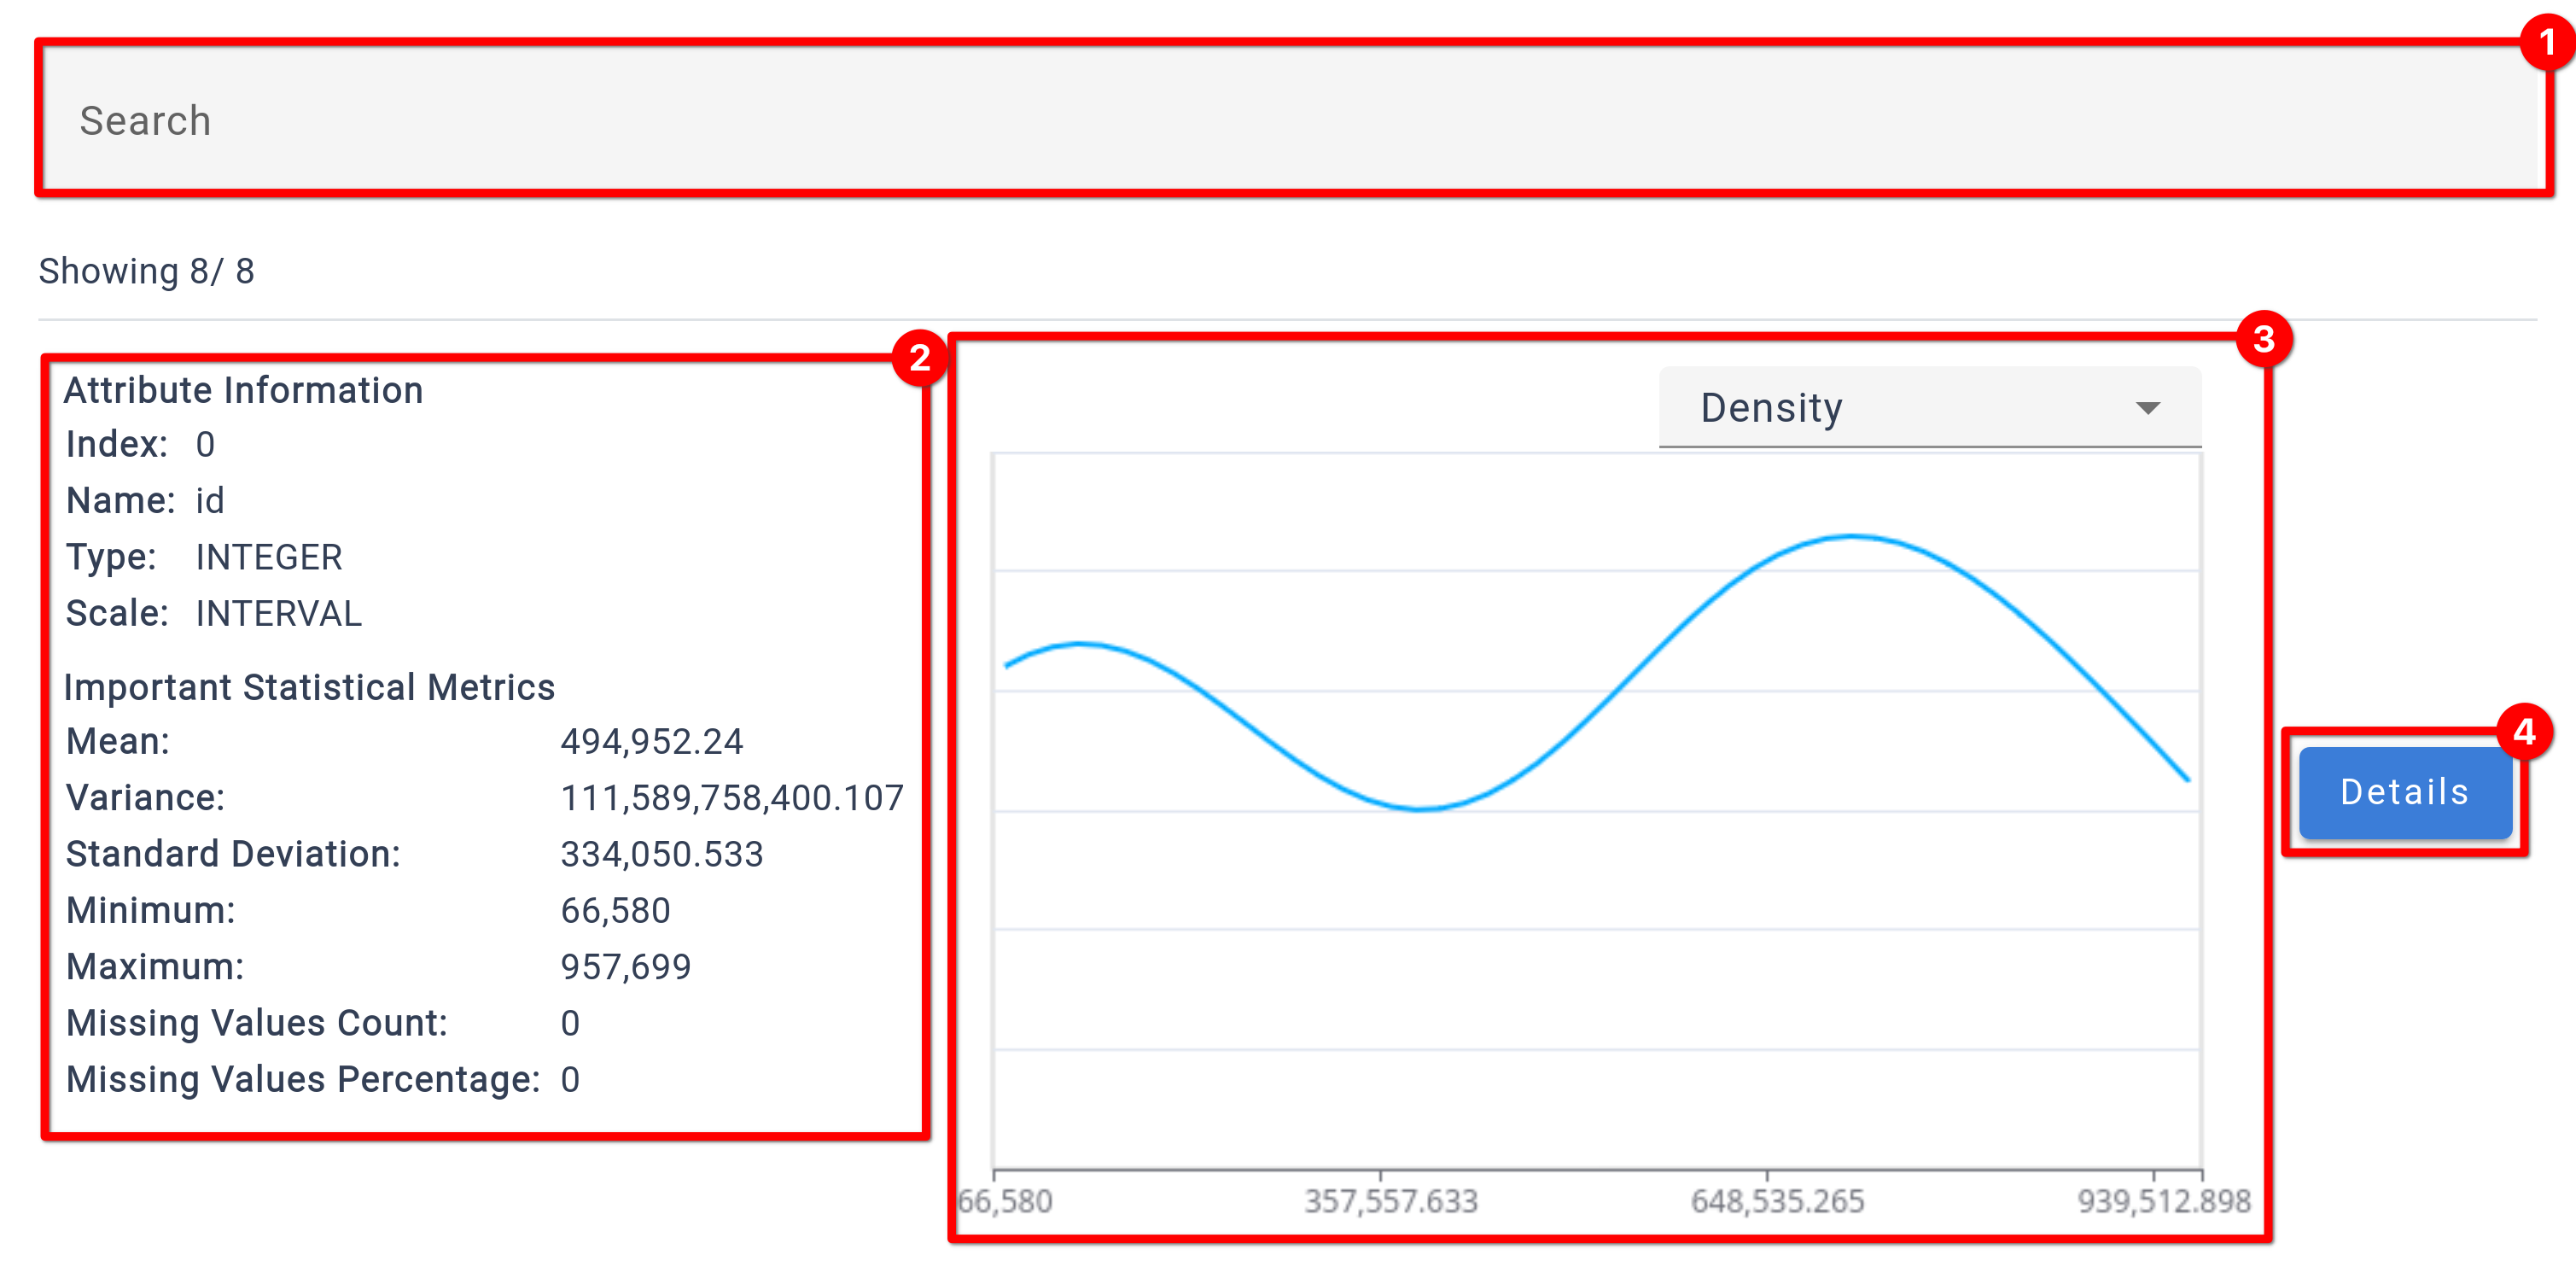 1
Search
Showing 8/ 8
2
Attribute Information
Index: 0
Name: id
Type: INTEGER
Scale: INTERVAL
Important Statistical Metrics
Mean: 494,952.24
Variance: 111,589,758,400.107
Standard Deviation: 334,050.533
Minimum: 66,580
Maximum: 957,699
Missing Values Count: 0
Missing Values Percentage: 0
3
Density
66,580 357,557.633 648,535.265 939,512.898
4
Details